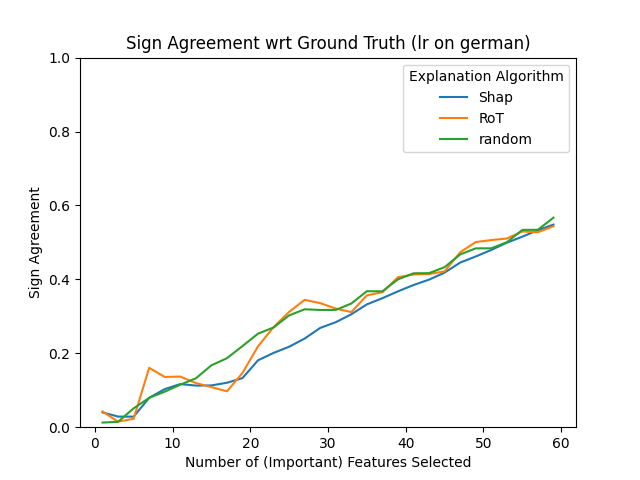 Sign Agreement wrt Ground Truth (lr on german)
1.0
0.8
0.6
0.4
0.2
0.0
Sign Agreement
Explanation Algorithm
Shap
RoT
random
0
10
20
30
40
50
60
Number of (Important) Features Selected